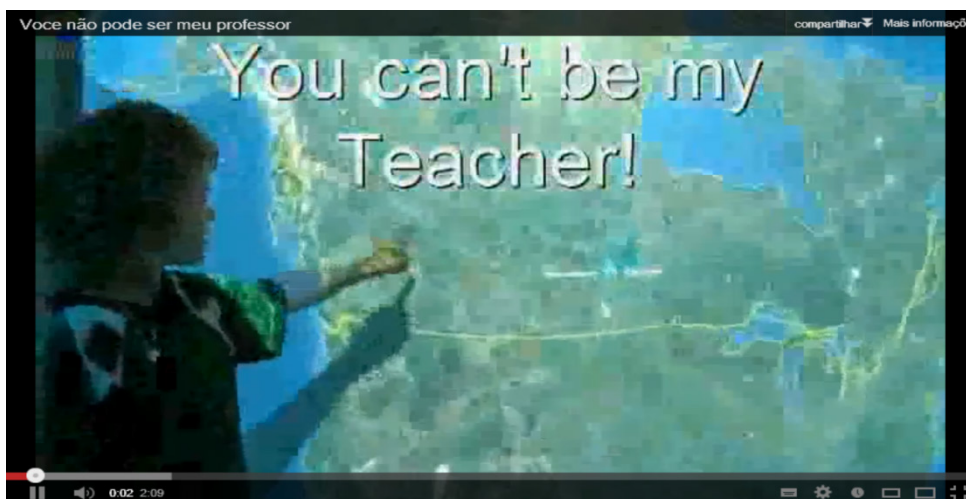 Voce não pode ser meu professor
compartilhar Mais informaçõ
You can't be my
Teacher!
0:02 2:09